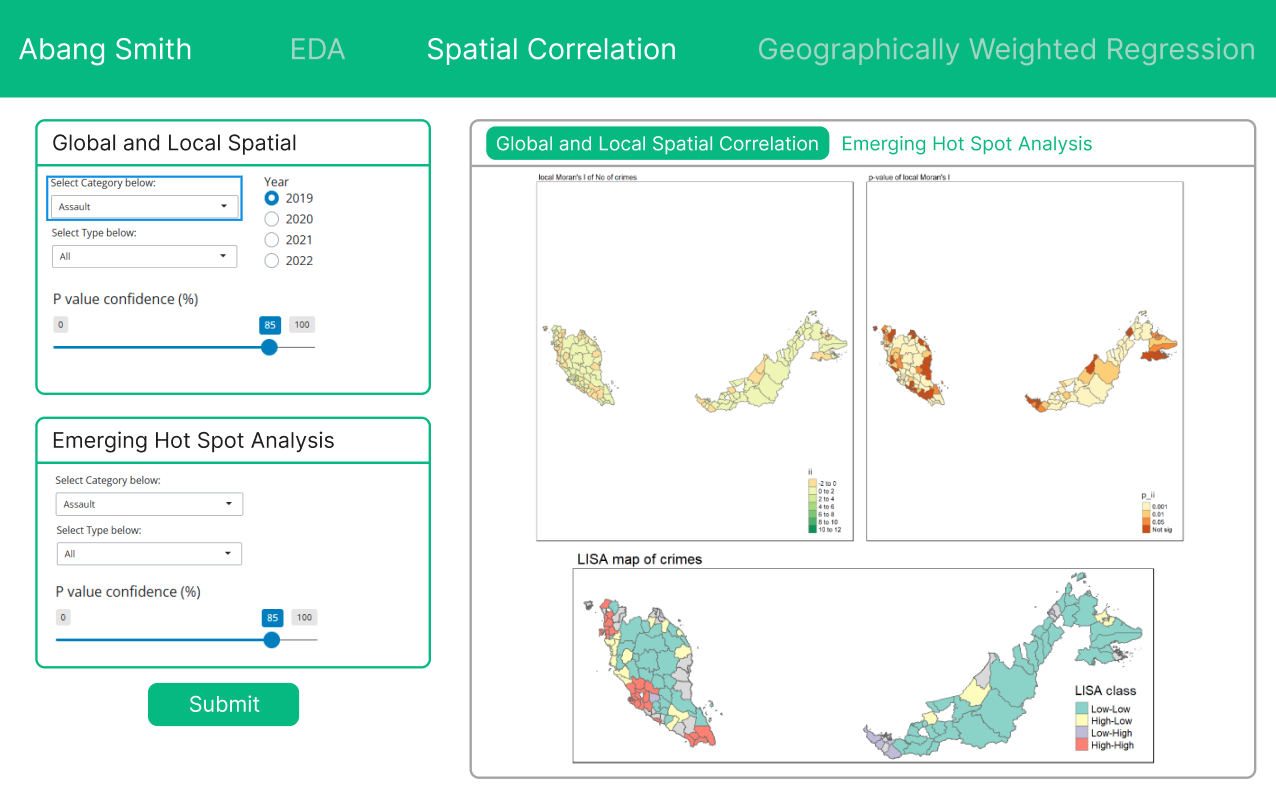 Abang Smith
EDA
Spatial Correlation
Geographically Weighted Regression
Global and Local Spatial
Select Category below:
Assault
Select Type below:
All
Year
2019
2020
2021
2022
P value confidence (%)
0
85
100
Emerging Hot Spot Analysis
Select Category below:
Assault
Select Type below:
All
P value confidence (%)
0
85
100
Submit
Global and Local Spatial Correlation
Emerging Hot Spot Analysis
local Moran's I of No of crimes
ii
-2 to 0
0 to 2
2 to 4
4 to 6
6 to 8
8 to 10
10 to 12
p-value of local Moran's I
p_ii
0.001
0.01
0.05
Not sig
LISA map of crimes
LISA class
Low-Low
High-Low
Low-High
High-High